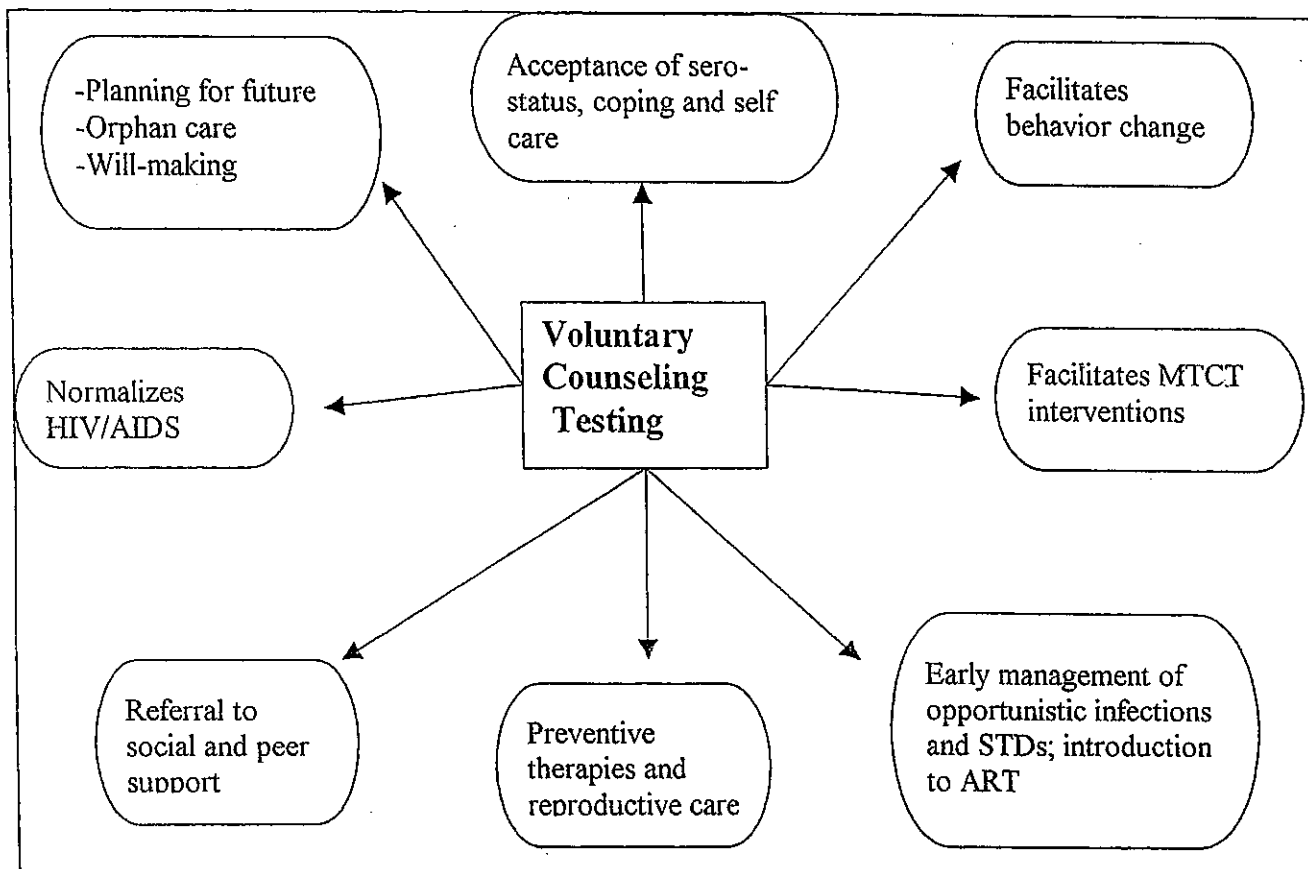 -Planning for future
-Orphan care
-Will-making
Acceptance of sero-
status, coping and self
care
Facilitates
behavior change
Normalizes
HIV/AIDS
Voluntary
Counseling
Testing
Facilitates MTCT
interventions
Referral to
social and peer
support
Preventive
therapies and
reproductive care
Early management of
opportunistic infections
and STDs; introduction
to ART